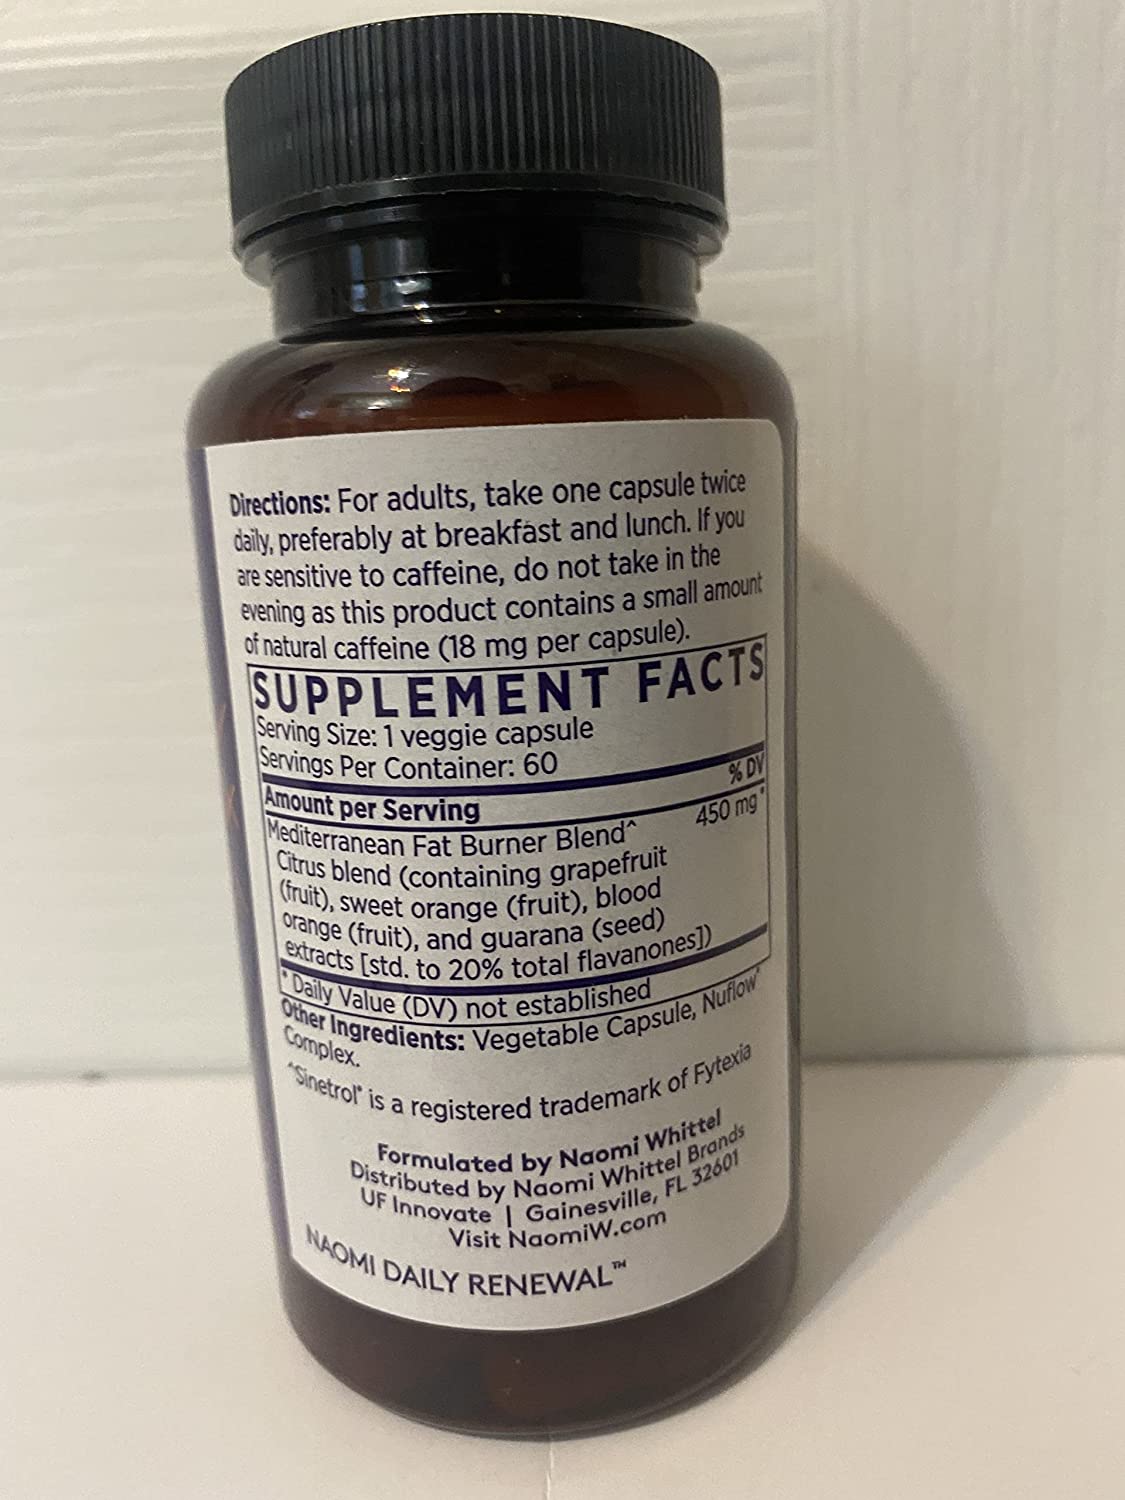 Directions: For adults, take one capsule twice
daily, preferably at breakfast and lunch. If you
are sensitive to caffeine, do not take in the
evening as this product contains a small amount
of natural caffeine (18 mg per capsule).
SUPPLEMENT FACTS
Serving Size: 1 veggie capsule
Servings Per Container: 60
% DV
Amount per Serving
Mediterranean Fat Burner Blend^ 450 mg*
Citrus blend (containing grapefruit
(fruit), sweet orange (fruit), blood
orange (fruit), and guarana (seed)
extracts [std. to 20% total flavanones])
* Daily Value (DV) not established
Other Ingredients: Vegetable Capsule, Nuflow®
Complex.
^Sinetrol® is a registered trademark of Fytexia
Formulated by Naomi Whittel
Distributed by Naomi Whittel Brands
UF Innovate | Gainesville, FL 32601
Visit NaomiW.com
NAOMI DAILY RENEWAL™